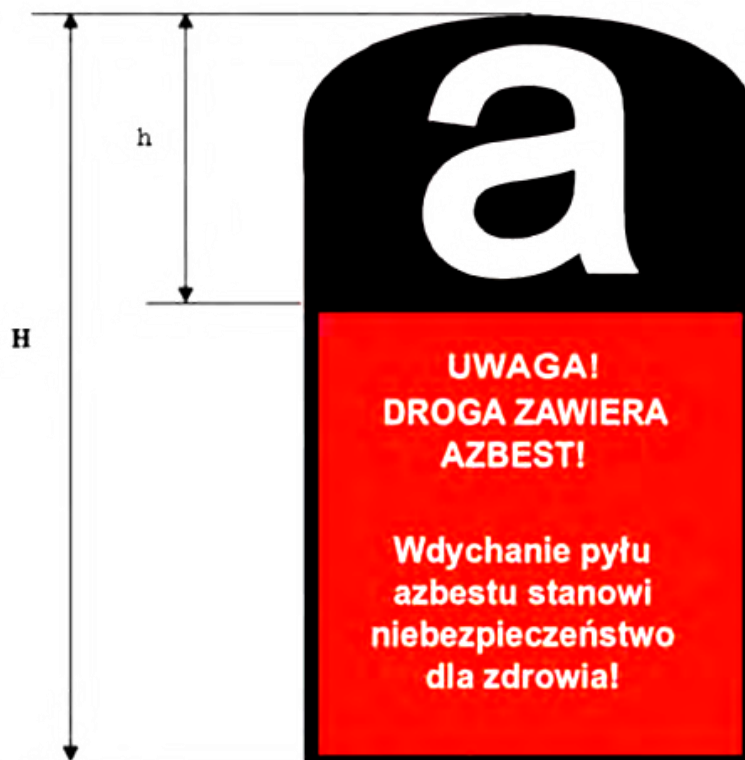 a
h
H
UWAGA!
DROGA ZAWIERA
AZBEST!
Wdychanie pyłu
azbestu stanowi
niebezpieczeństwo
dla zdrowia!